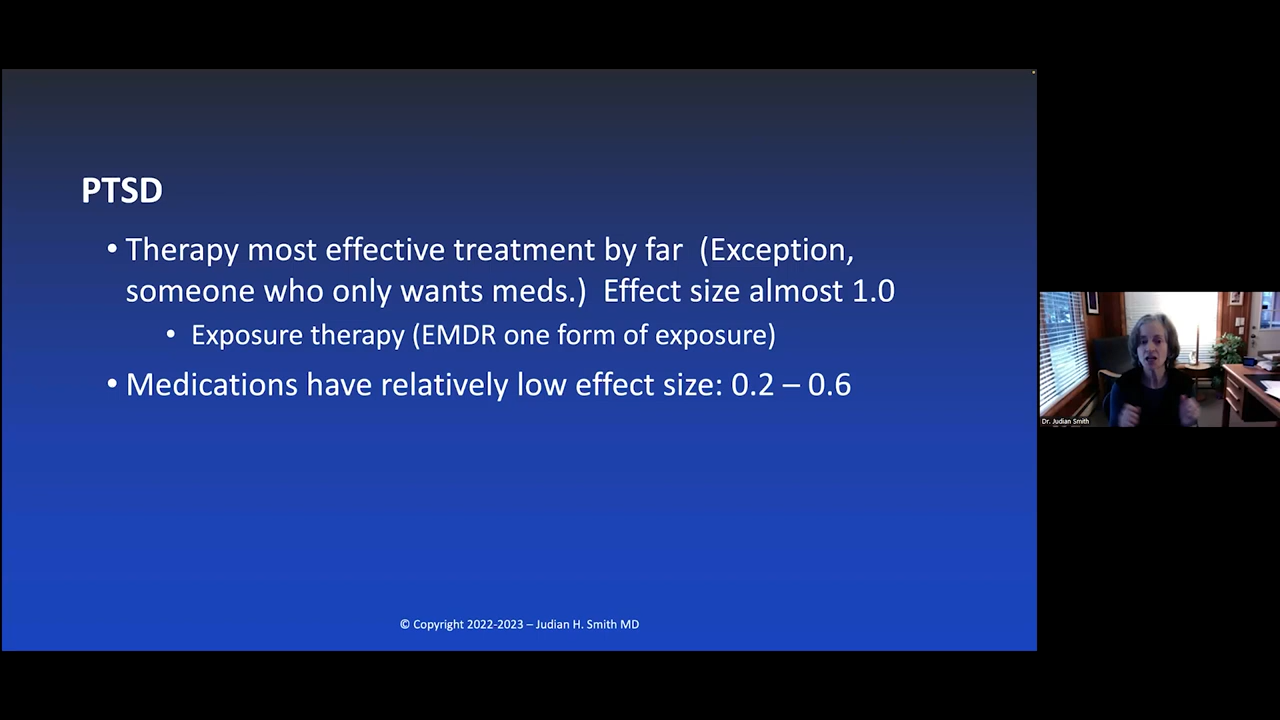 PTSD
• Therapy most effective treatment by far (Exception,
someone who only wants meds.) Effect size almost 1.0
• Exposure therapy (EMDR one form of exposure)
• Medications have relatively low effect size: 0.2 – 0.6
© Copyright 2022-2023 – Judian H. Smith MD
Dr. Judian Smith